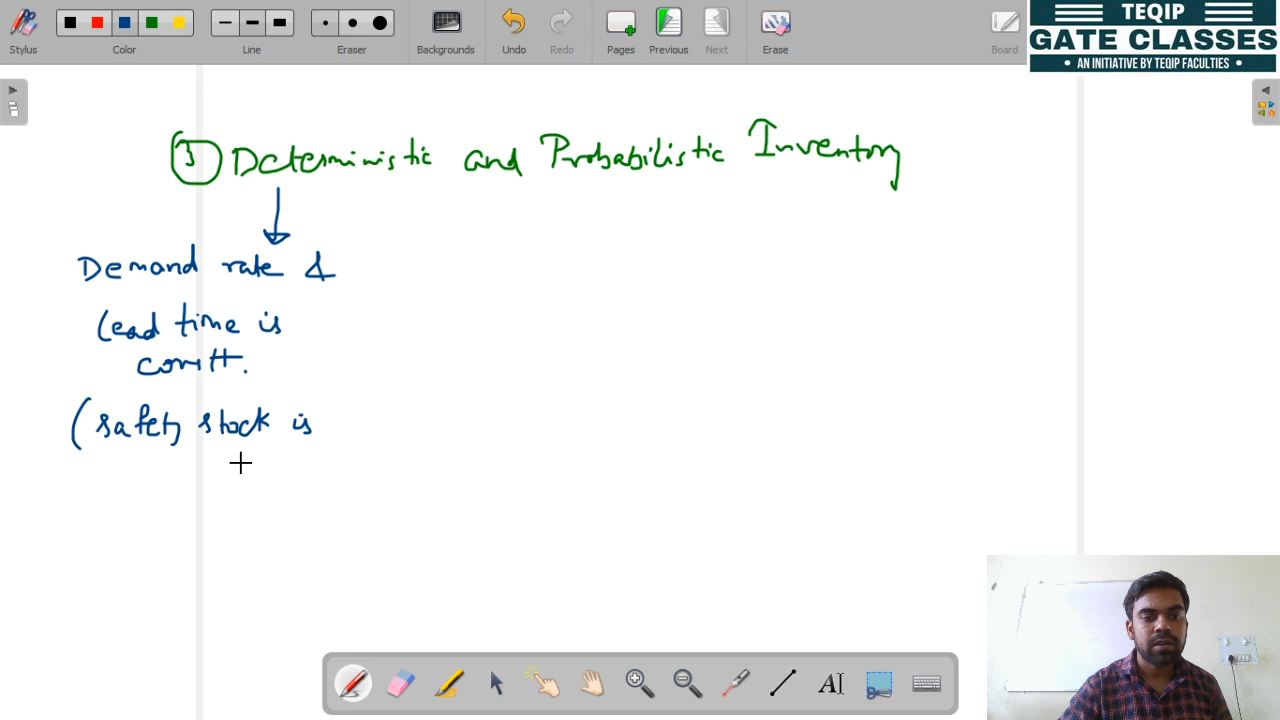 Stylus
Color
Line
Eraser
Backgrounds
Undo
Redo
Pages
Previous
Next
Erase
Board
TEQIP
GATE CLASSES
• AN INITIATIVE BY TEQIP FACULTIES •
3 Deterministic and Probabilistic Inventory
Demand rate &
Lead time is
constt.
(safety stock is
AI